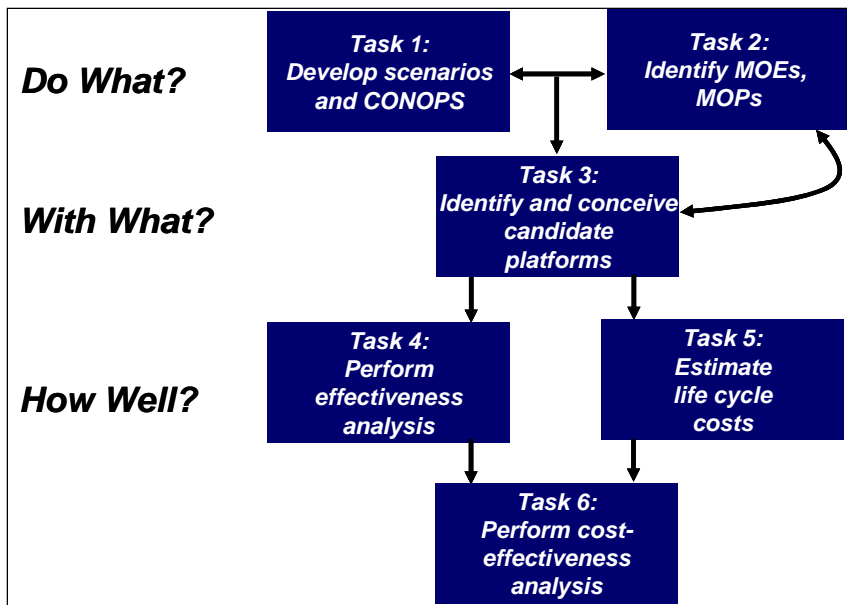 Do What?
Task 1:
Develop scenarios
and CONOPS
Task 2:
Identify MOEs,
MOPs
With What?
Task 3:
Identify and conceive
candidate
platforms
How Well?
Task 4:
Perform
effectiveness
analysis
Task 5:
Estimate
life cycle
costs
Task 6:
Perform cost-
effectiveness
analysis